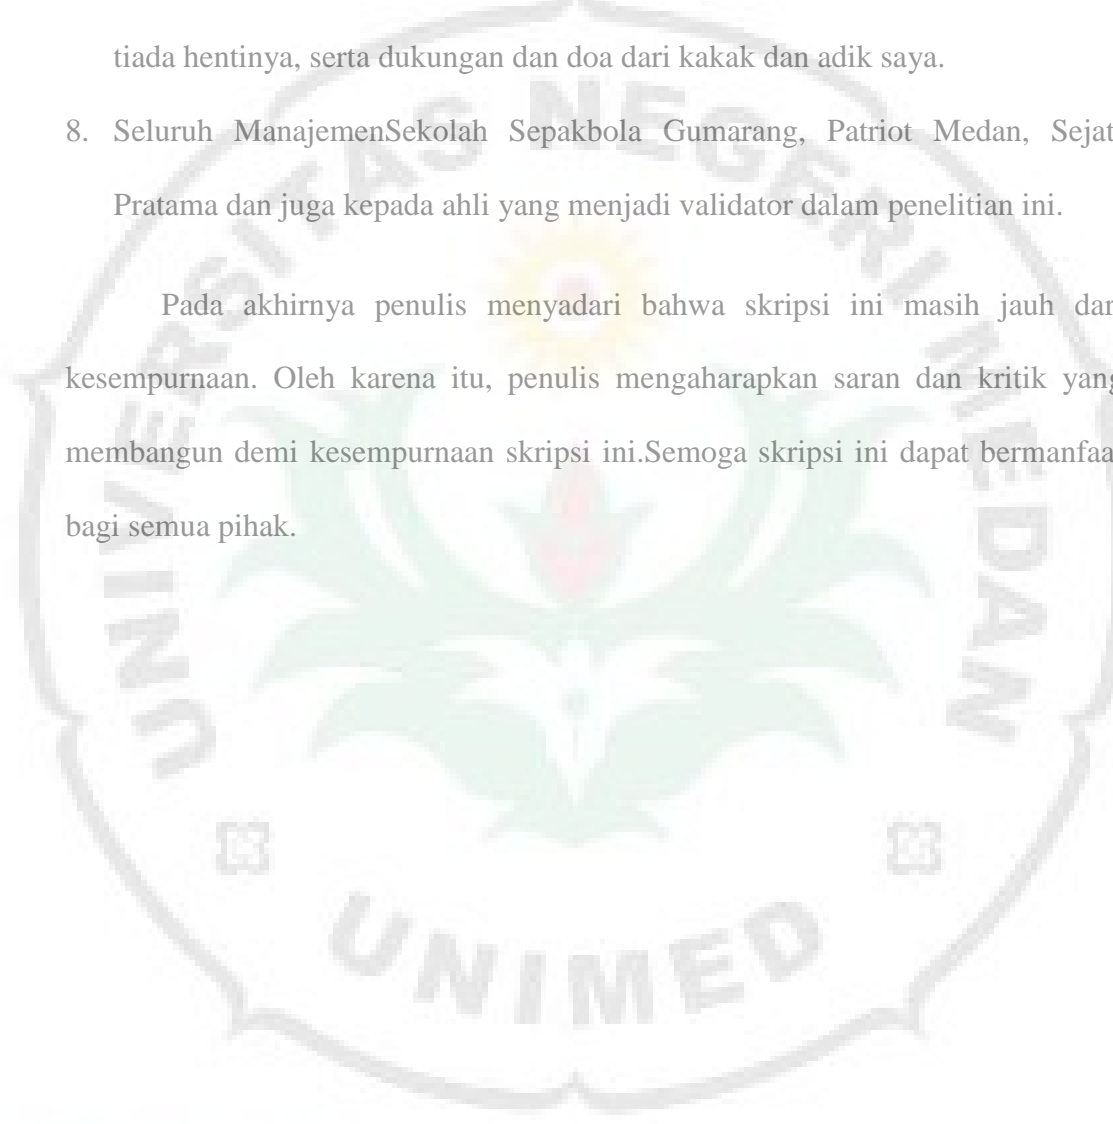 tiada hentinya, serta dukungan dan doa dari kakak dan adik saya.
8. Seluruh ManajemenSekolah Sepakbola Gumarang, Patriot Medan, Sejat
Pratama dan juga kepada ahli yang menjadi validator dalam penelitian ini.
Pada akhirnya penulis menyadari bahwa skripsi ini masih jauh dar
kesempurnaan. Oleh karena itu, penulis mengaharapkan saran dan kritik yang
membangun demi kesempurnaan skripsi ini.Semoga skripsi ini dapat bermanfaa
bagi semua pihak.
UNIVERSITAS NEGERI MEDAN
UNIMED